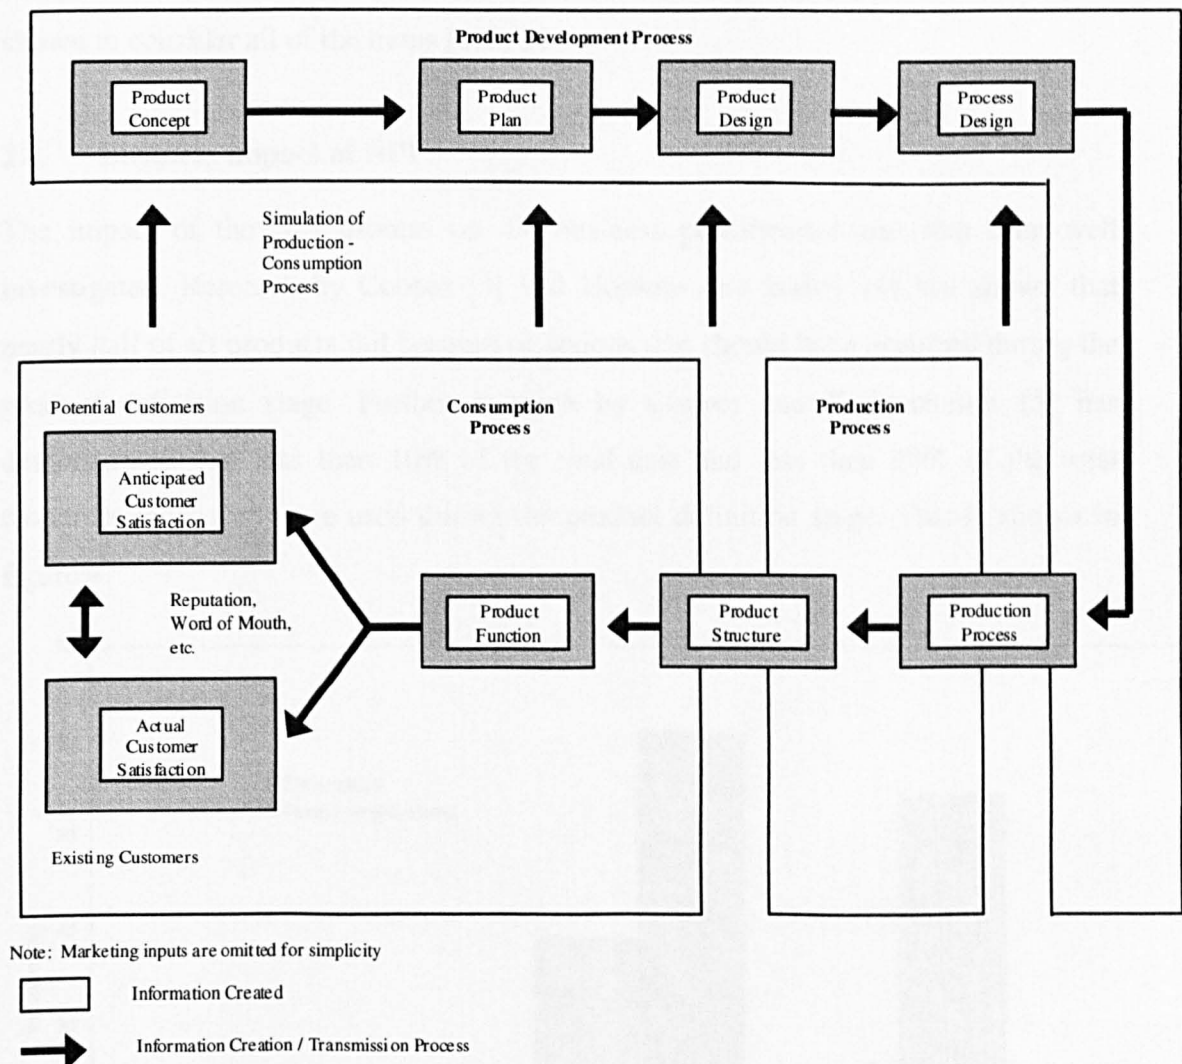 Product Development Process
Product
Concept
Product
Plan
Product
Design
Process
Design
Simulation of
Production -
Consumption
Process
Potential Customers
Consumption
Process
Production
Process
Anticipated
Customer
Satisfaction
Reputation,
Word of Mouth,
etc.
Product
Function
Product
Structure
Production
Process
Actual
Customer
Satisfaction
Existing Customers
Note: Marketing inputs are omitted for simplicity
Information Created
Information Creation / Transmission Process